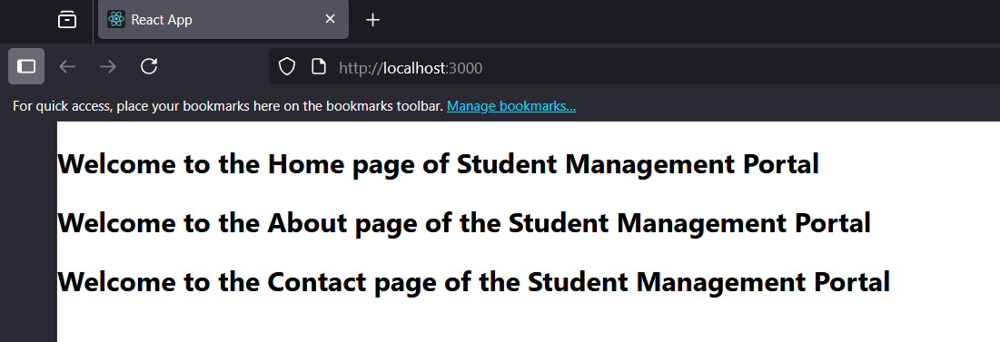 React App
http://localhost:3000
For quick access, place your bookmarks here on the bookmarks toolbar. Manage bookmarks...
Welcome to the Home page of Student Management Portal
Welcome to the About page of the Student Management Portal
Welcome to the Contact page of the Student Management Portal